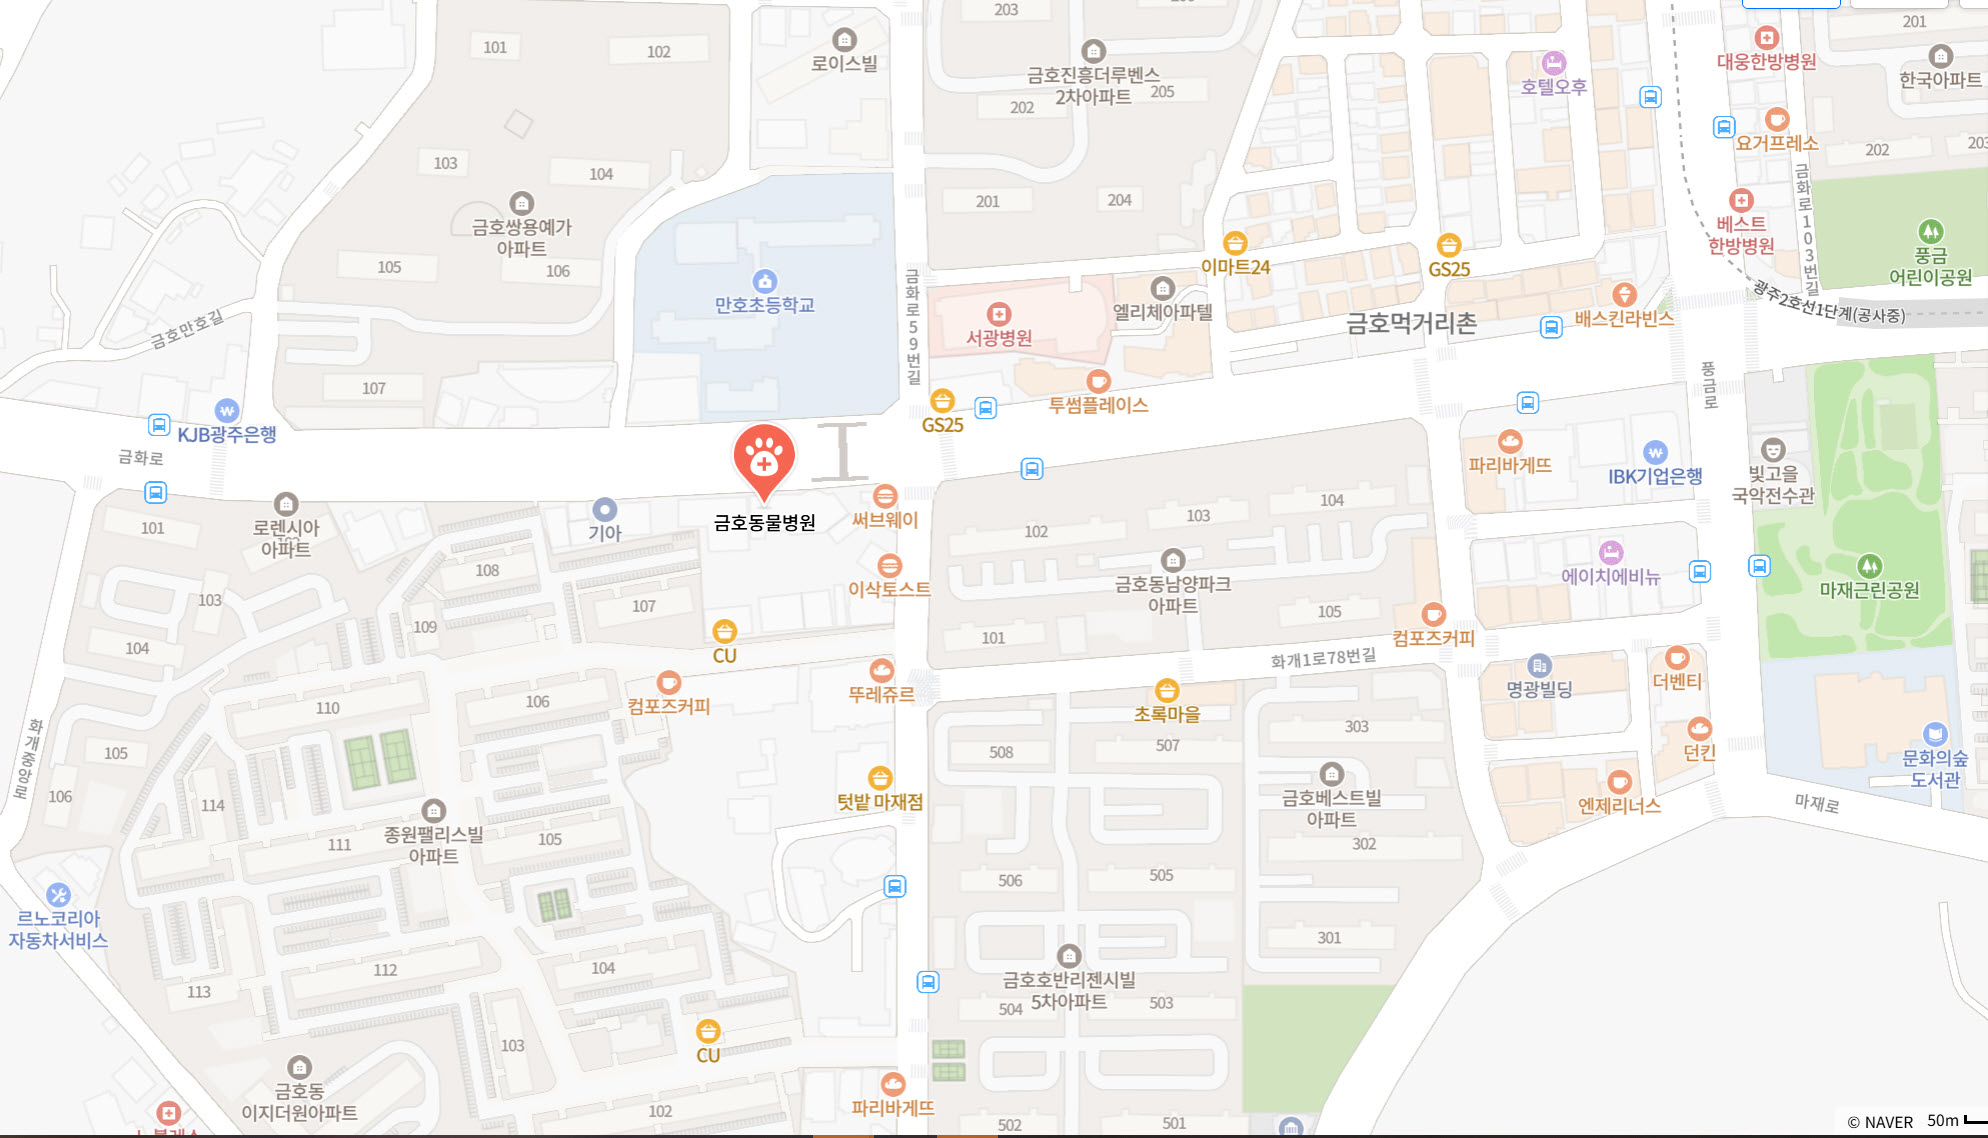 203
201
101
102
로이스빌
금호진흥더루벤스
2차아파트
205
202
호텔오후
대웅한방병원
한국아파트
요거프레소
202
103
104
201
204
금호쌍용예가
아파트
105
106
만호초등학교
금화로59번길
서광병원
엘리체아파텔
이마트24
GS25
금호먹거리촌
배스킨라빈스
베스트
한방병원
금화로103번길
풍금
어린이공원
광주2호선1단계(공사중)
금호만호길
107
KJB광주은행
금화로
GS25
투썸플레이스
풍금로
파리바게뜨
IBK기업은행
빛고을
국악전수관
101
로렌시아
아파트
기아
금호동물병원
써브웨이
102
103
104
108
이삭토스트
금호동남양파크
아파트
에이치에비뉴
마재근린공원
103
107
109
104
105
101
CU
컴포즈커피
화개1로78번길
컴포즈커피
뚜레쥬르
초록마을
명광빌딩
더벤티
110
106
화개중앙로
105
508
507
303
던킨
문화의숲
도서관
106
114
텃밭 마재점
금호베스트빌
아파트
엔제리너스
마재로
종원팰리스빌
아파트
111
105
302
506
505
르노코리아
자동차서비스
301
112
104
금호호반리젠시빌
5차아파트
113
504
503
103
CU
금호동
이지더원아파트
102
파리바게뜨
502
501
© NAVER
50m